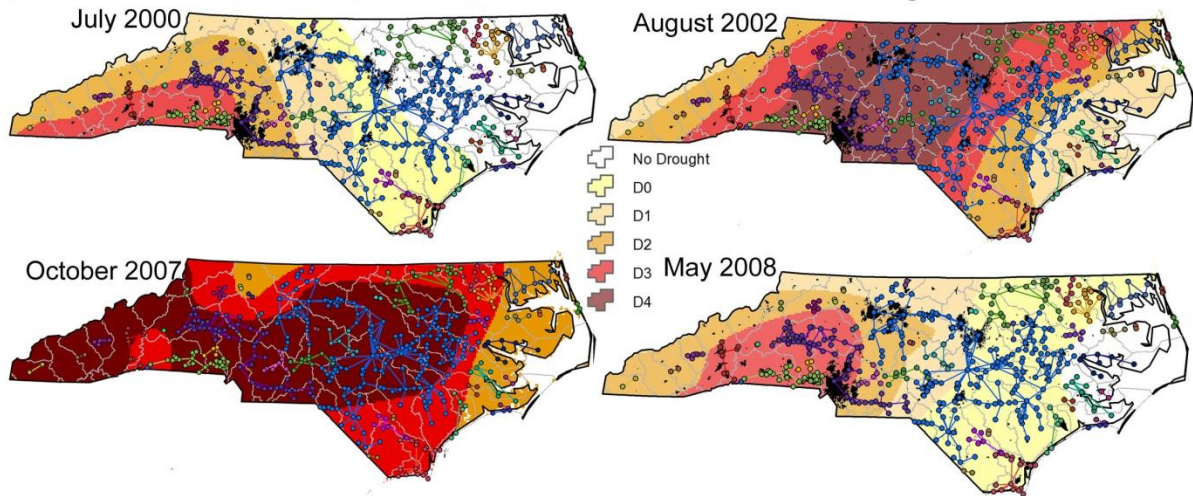 July 2000
August 2002
No Drought
D0
D1
D2
D3
D4
October 2007
May 2008